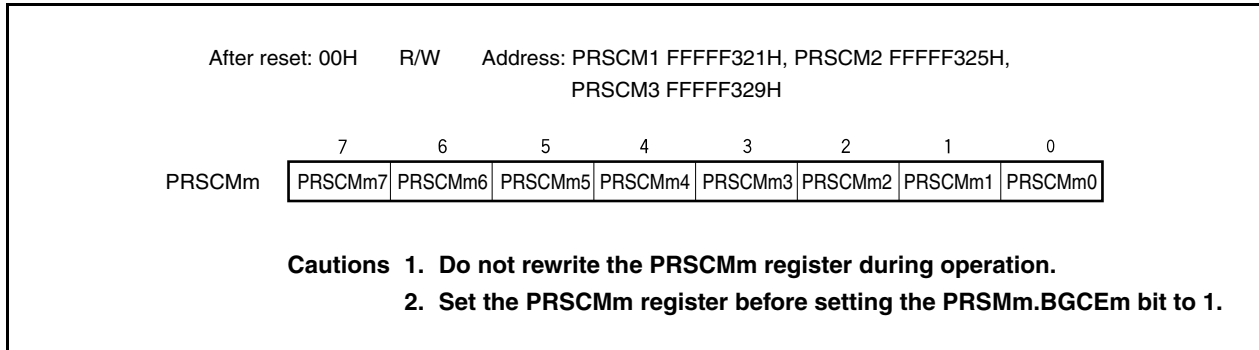 After reset: 00H R/W Address: PRSCM1 FFFFF321H, PRSCM2 FFFFF325H,
PRSCM3 FFFFF329H
7 6 5 4 3 2 1 0
PRSCMm PRSCMm7 PRSCMm6 PRSCMm5 PRSCMm4 PRSCMm3 PRSCMm2 PRSCMm1 PRSCMm0
Cautions 1. Do not rewrite the PRSCMm register during operation.
2. Set the PRSCMm register before setting the PRSMm.BGCEm bit to 1.